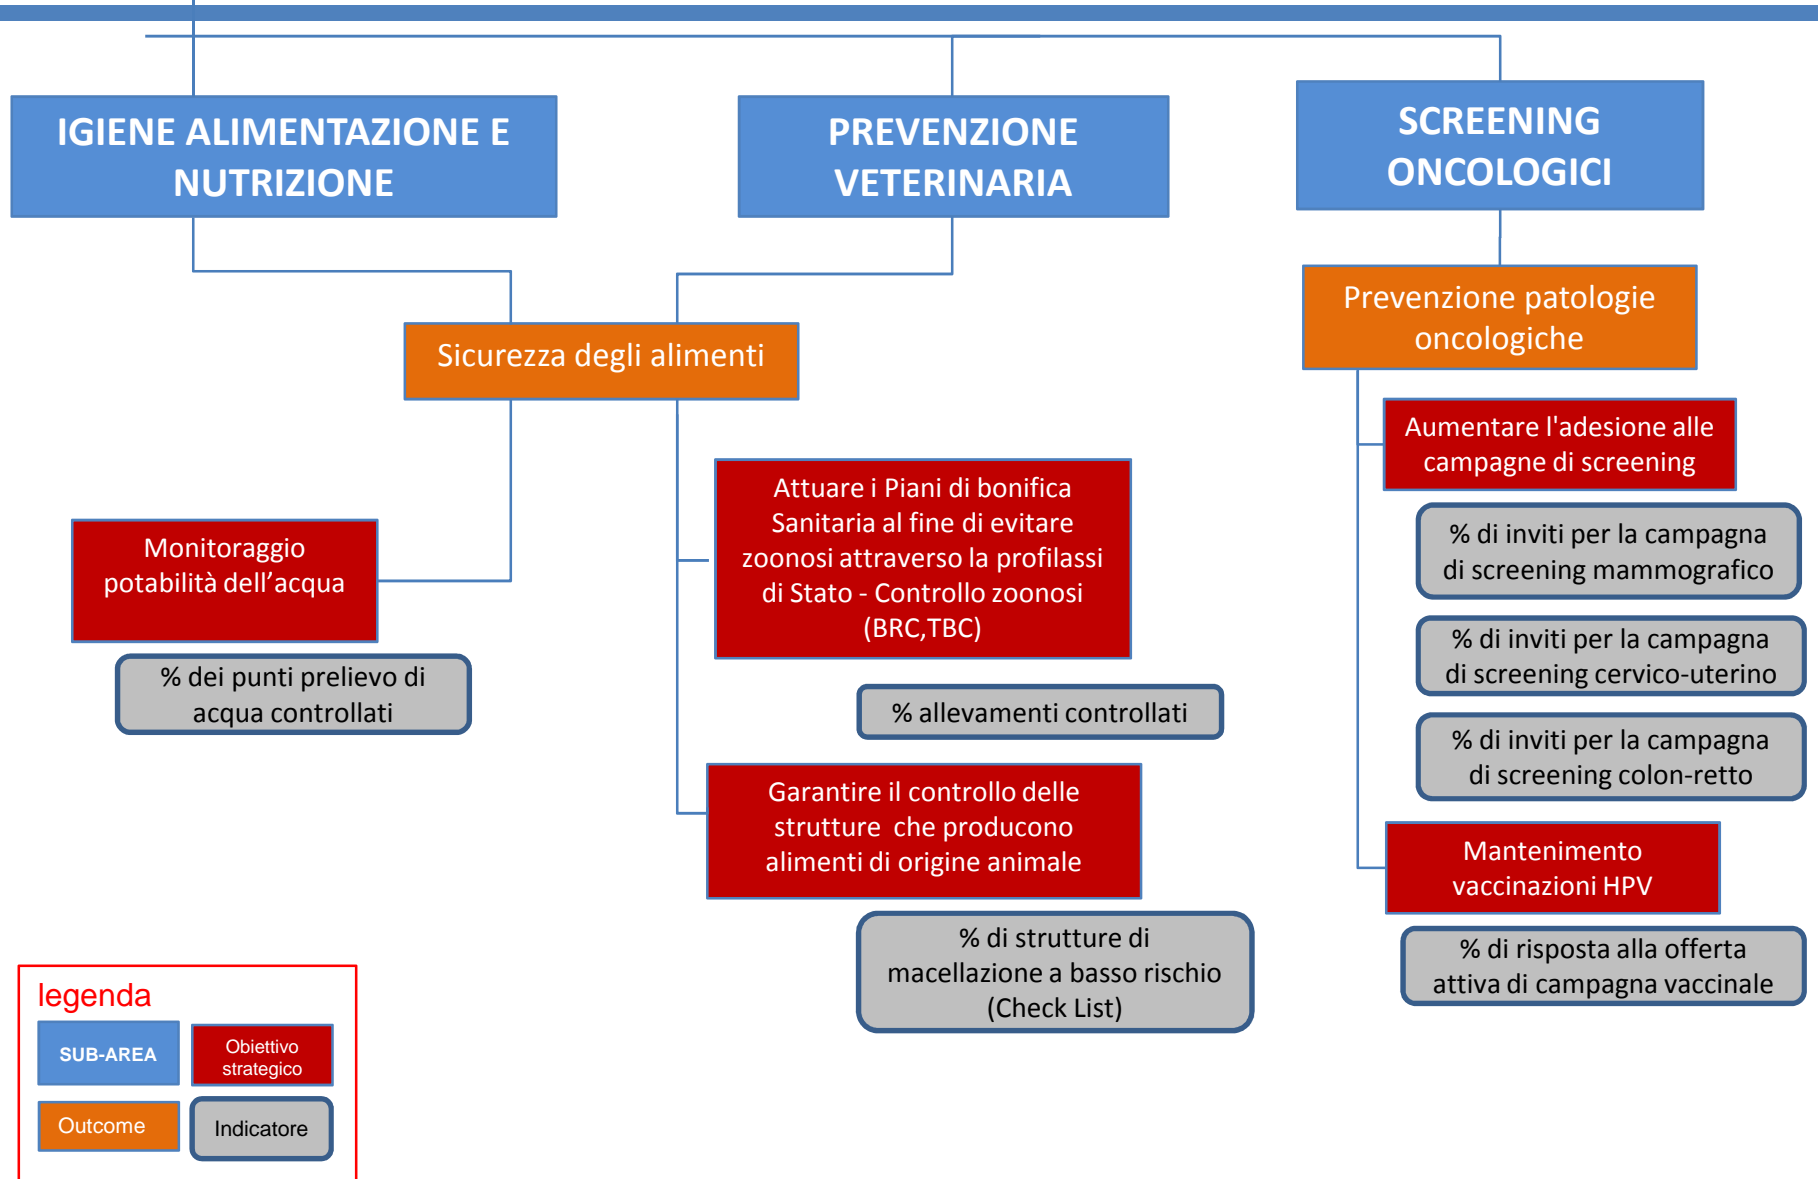 IGIENE ALIMENTAZIONE E
NUTRIZIONE
PREVENZIONE
VETERINARIA
SCREENING
ONCOLOGICI
Sicurezza degli alimenti
Prevenzione patologie
oncologiche
Monitoraggio
potabilità dell’acqua
% dei punti prelievo di
acqua controllati
Attuare i Piani di bonifica
Sanitaria al fine di evitare
zoonosi attraverso la profilassi
di Stato - Controllo zoonosi
(BRC,TBC)
% allevamenti controllati
Garantire il controllo delle
strutture che producono
alimenti di origine animale
% di strutture di
macellazione a basso rischio
(Check List)
Aumentare l'adesione alle
campagne di screening
% di inviti per la campagna
di screening mammografico
% di inviti per la campagna
di screening cervico-uterino
% di inviti per la campagna
di screening colon-retto
Mantenimento
vaccinazioni HPV
% di risposta alla offerta
attiva di campagna vaccinale
legenda
SUB-AREA
Obiettivo
strategico
Outcome
Indicatore